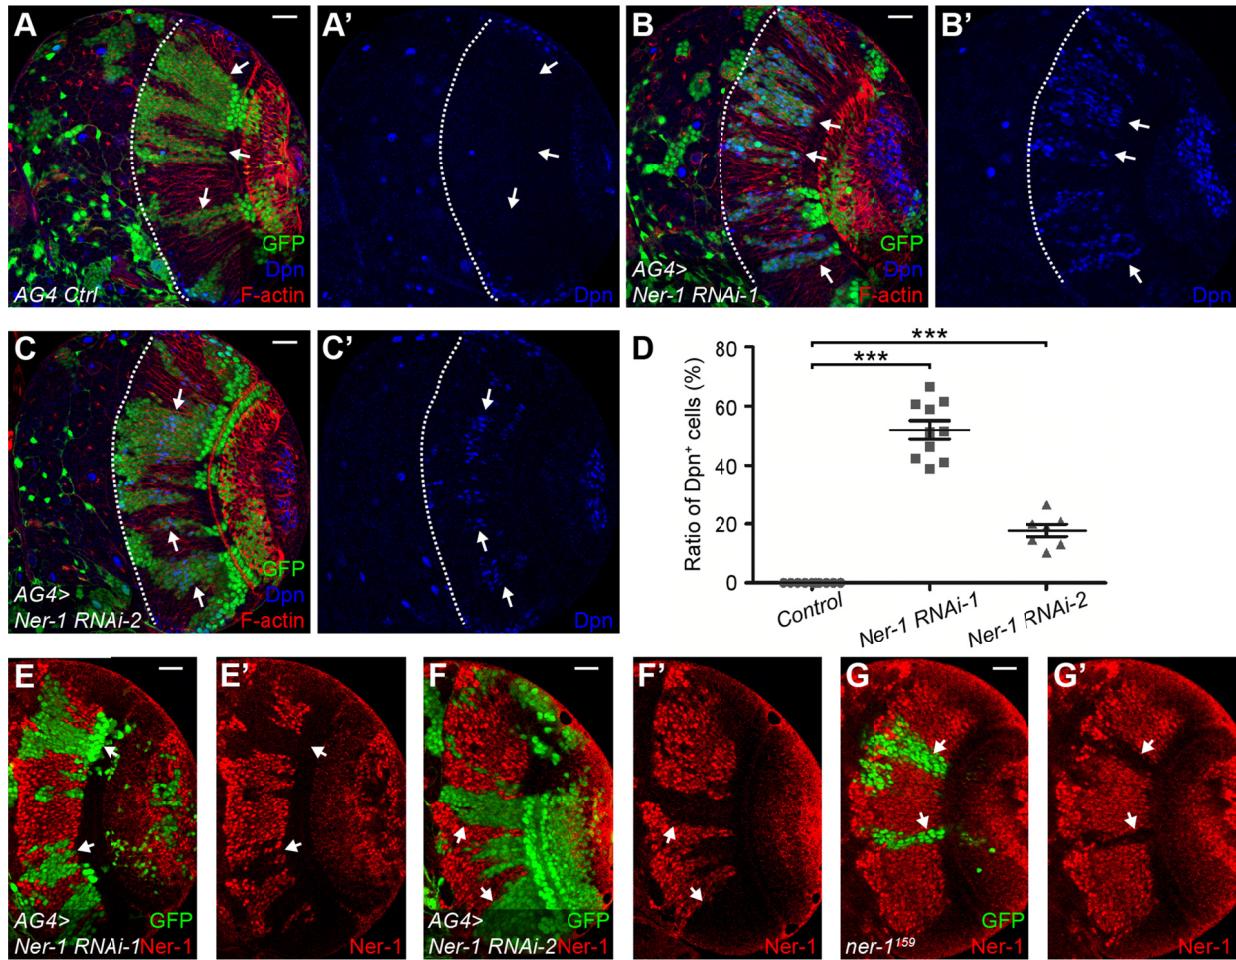 A
GFP
Dpn
AG4 Ctrl
F-actin
A'
Dpn
B
GFP
AG4>
Dpn
Ner-1 RNAi-1
F-actin
B'
Dpn
C
GFP
AG4>
Dpn
Ner-1 RNAi-2
F-actin
C'
Dpn
D
***
***
Ratio of Dpn⁺ cells (%)
80
60
40
20
0
Control
Ner-1 RNAi-1
Ner-1 RNAi-2
E
AG4>
GFP
Ner-1 RNAi-1 Ner-1
E'
Ner-1
F
AG4>
GFP
Ner-1 RNAi-2 Ner-1
F'
Ner-1
G
GFP
ner-1¹⁵⁹ Ner-1
G'
Ner-1